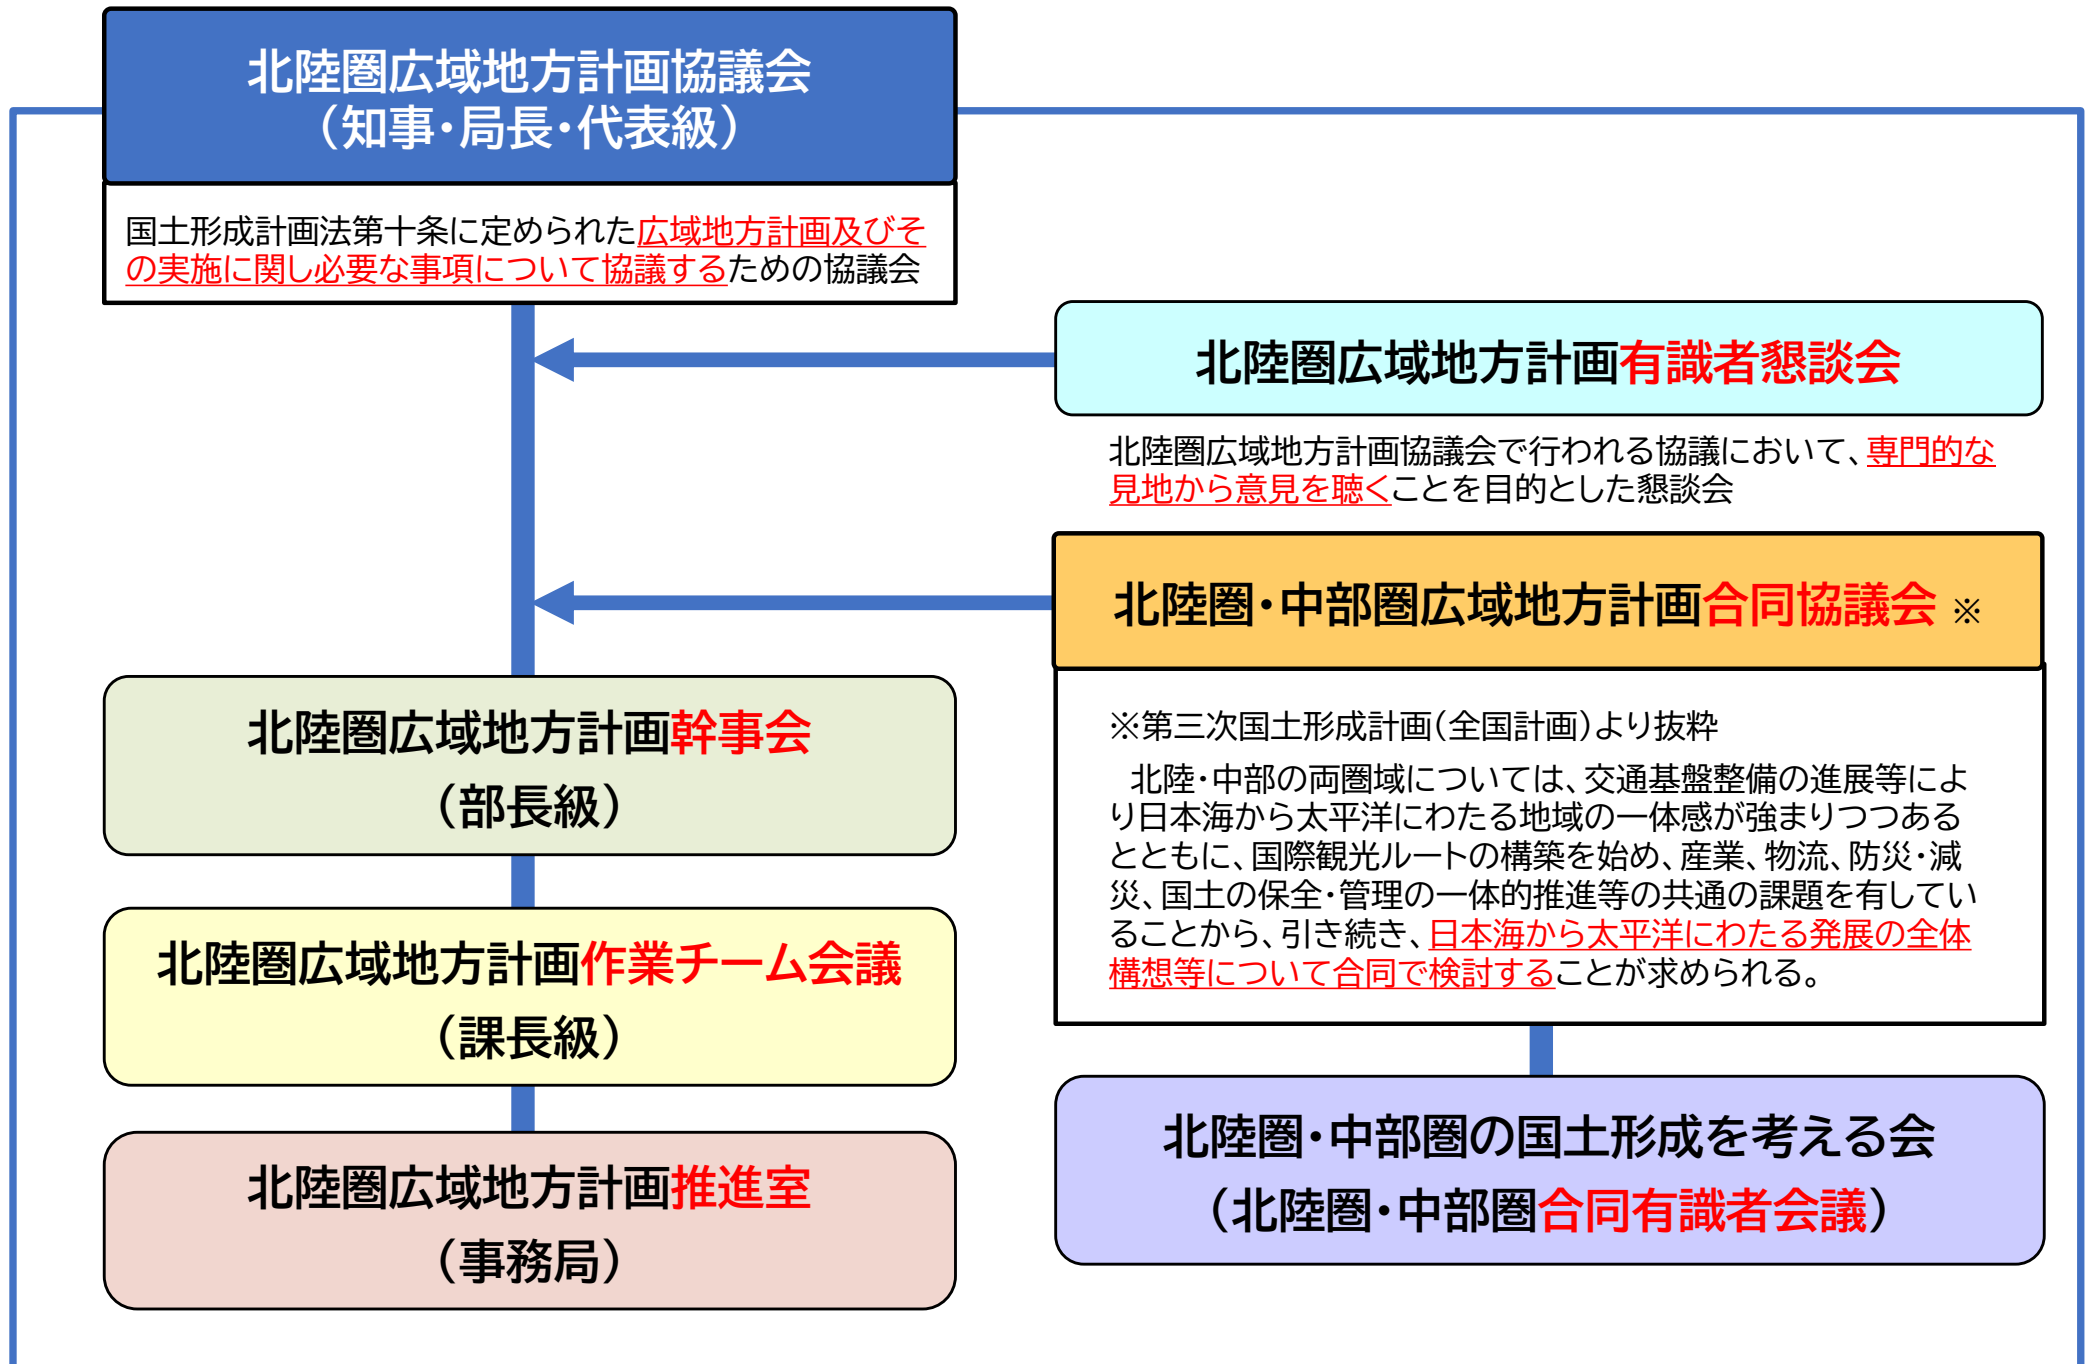 北陸圏広域地方計画協議会
（知事・局長・代表級）
国土形成計画法第十条に定められた広域地方計画及びそ
の実施に関し必要な事項について協議するための協議会
北陸圏広域地方計画有識者懇談会
北陸圏広域地方計画協議会で行われる協議において、専門的な
見地から意見を聴くことを目的とした懇談会
北陸圏・中部圏広域地方計画合同協議会 ※
※第三次国土形成計画（全国計画）より抜粋
北陸・中部の両圏域については、交通基盤整備の進展等によ
り日本海から太平洋にわたる地域の一体感が強まりつつある
とともに、国際観光ルートの構築を始め、産業、物流、防災・減
災、国土の保全・管理の一体的推進等の共通の課題を有してい
ることから、引き続き、日本海から太平洋にわたる発展の全体
構想等について合同で検討することが求められる。
北陸圏広域地方計画幹事会
（部長級）
北陸圏広域地方計画作業チーム会議
（課長級）
北陸圏広域地方計画推進室
（事務局）
北陸圏・中部圏の国土形成を考える会
（北陸圏・中部圏合同有識者会議）